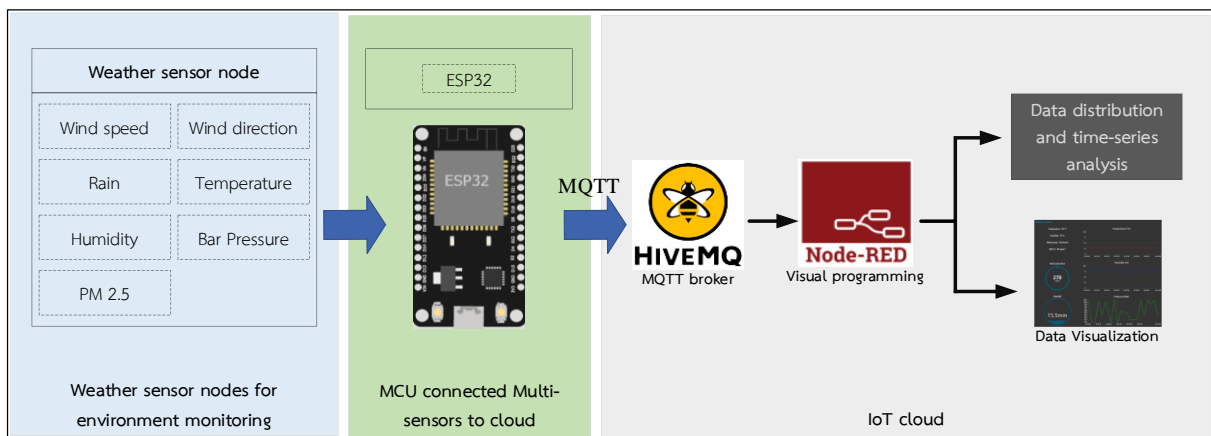 Weather sensor node
Wind speed
Wind direction
Rain
Temperature
Humidity
Bar Pressure
PM 2.5
Weather sensor nodes for
environment monitoring
ESP32
ESP32
MCU connected Multi-
sensors to cloud
MQTT
HIVEMQ
MQTT broker
Node-RED
Visual programming
Data distribution
and time-series
analysis
Data Visualization
IoT cloud